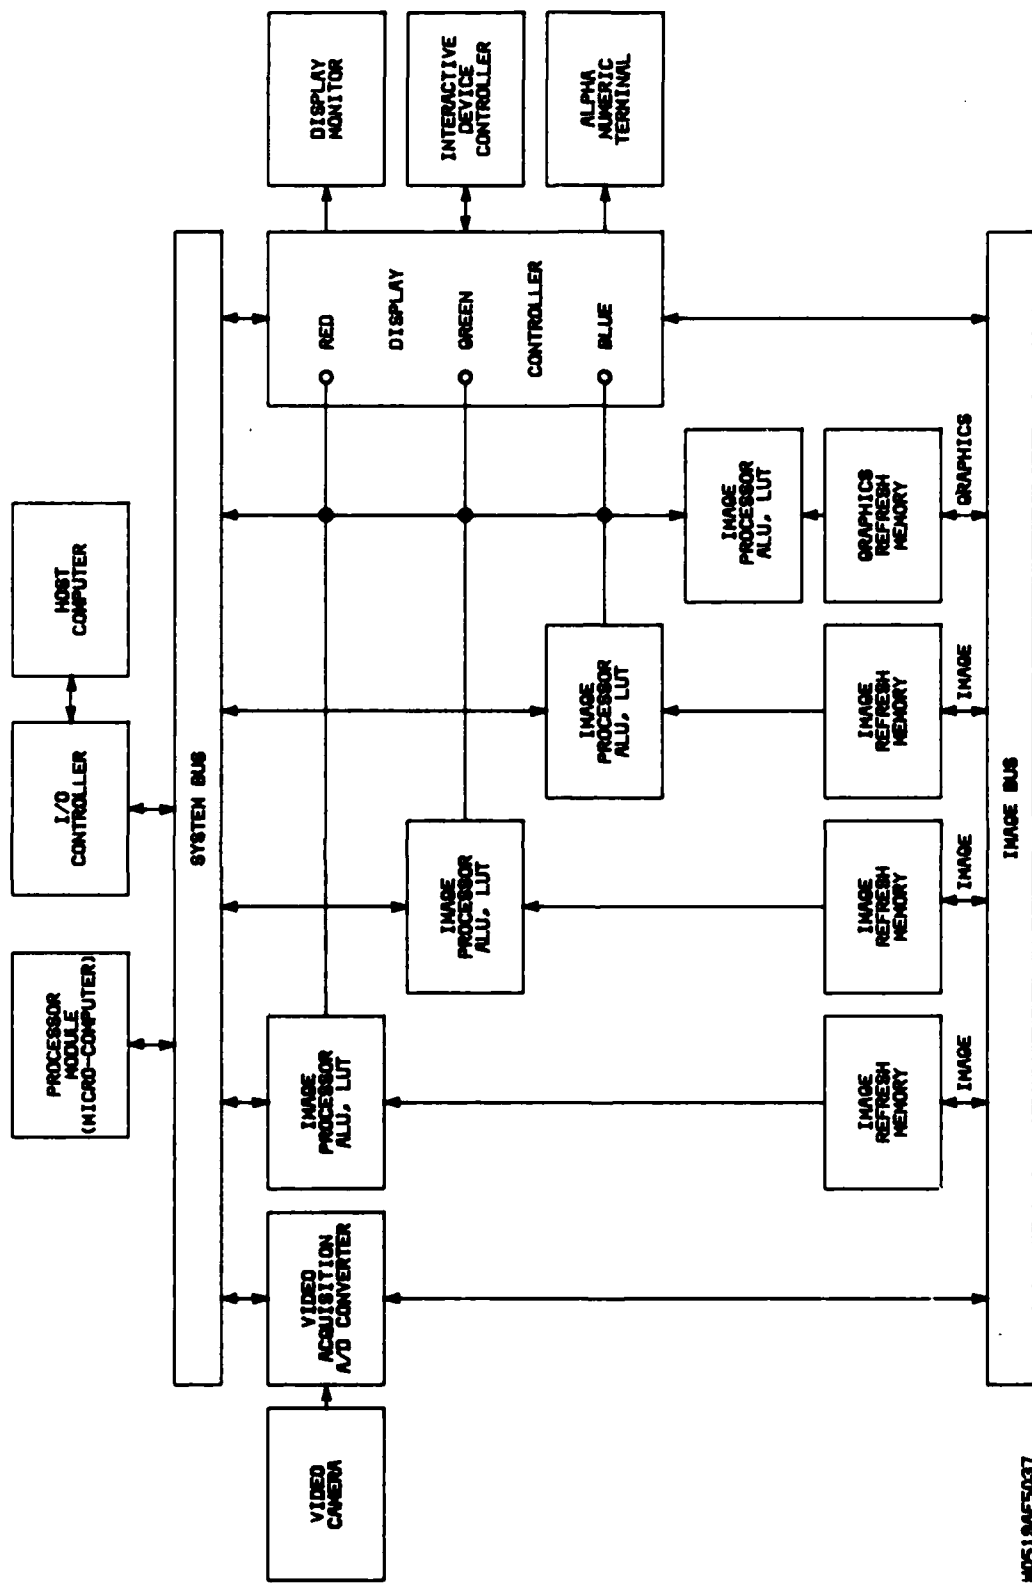 PROCESSOR
MODULE
(MICRO-COMPUTER)
I/O
CONTROLLER
HOST
COMPUTER
SYSTEM BUS
VIDEO
CAMERA
VIDEO
ACQUISITION
A/D CONVERTER
IMAGE
PROCESSOR
ALU, LUT
IMAGE
PROCESSOR
ALU, LUT
IMAGE
PROCESSOR
ALU, LUT
IMAGE
PROCESSOR
ALU, LUT
RED
DISPLAY
GREEN
CONTROLLER
BLUE
DISPLAY
MONITOR
INTERACTIVE
DEVICE
CONTROLLER
ALPHA
NUMERIC
TERMINAL
IMAGE
REFRESH
MEMORY
IMAGE
REFRESH
MEMORY
IMAGE
REFRESH
MEMORY
GRAPHICS
REFRESH
MEMORY
IMAGE
IMAGE
IMAGE
GRAPHICS
IMAGE BUS